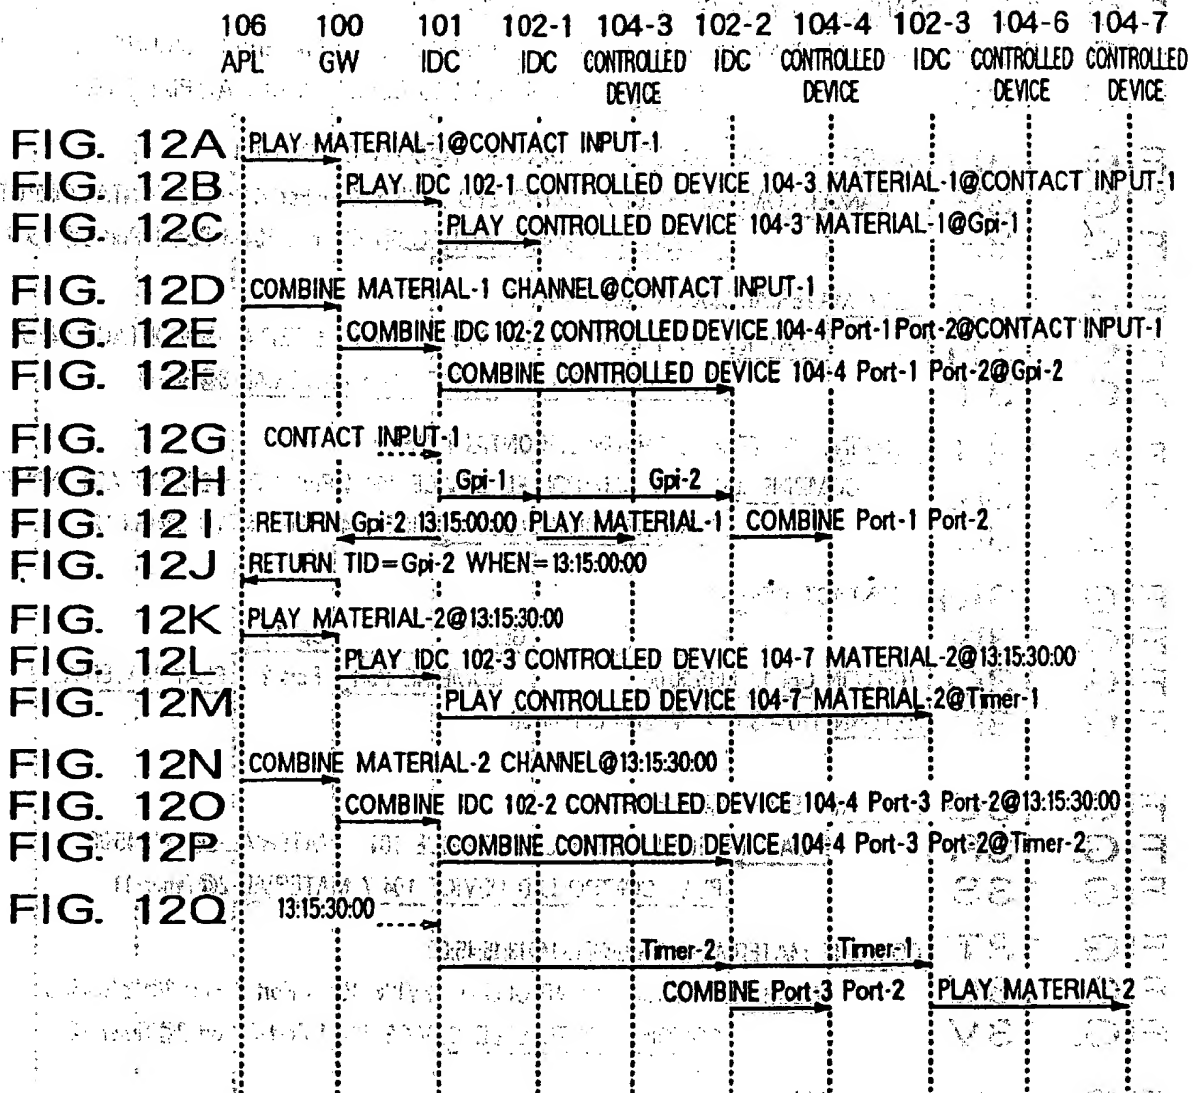 106 100 101 102-1 104-3 102-2 104-4 102-3 104-6 104-7
APL GW IDC IDC CONTROLLED IDC CONTROLLED IDC CONTROLLED CONTROLLED
DEVICE DEVICE DEVICE DEVICE
FIG. 12A PLAY MATERIAL-1@CONTACT INPUT-1
FIG. 12B PLAY IDC 102-1 CONTROLLED DEVICE 104-3 MATERIAL-1@CONTACT INPUT-1
FIG. 12C PLAY CONTROLLED DEVICE 104-3 MATERIAL-1@Gpi-1
FIG. 12D COMBINE MATERIAL-1 CHANNEL@CONTACT INPUT-1
FIG. 12E COMBINE IDC 102-2 CONTROLLED DEVICE 104-4 Port-1 Port-2@CONTACT INPUT-1
FIG. 12F COMBINE CONTROLLED DEVICE 104-4 Port-1 Port-2@Gpi-2
FIG. 12G CONTACT INPUT-1
FIG. 12H Gpi-1 Gpi-2
FIG. 12I RETURN Gpi-2 13:15:00:00 PLAY MATERIAL-1 COMBINE Port-1 Port-2
FIG. 12J RETURN TID=Gpi-2 WHEN=13:15:00:00
FIG. 12K PLAY MATERIAL-2@13:15:30:00
FIG. 12L PLAY IDC 102-3 CONTROLLED DEVICE 104-7 MATERIAL-2@13:15:30:00
FIG. 12M PLAY CONTROLLED DEVICE 104-7 MATERIAL-2@Timer-1
FIG. 12N COMBINE MATERIAL-2 CHANNEL@13:15:30:00
FIG. 12O COMBINE IDC 102-2 CONTROLLED DEVICE 104-4 Port-3 Port-2@13:15:30:00
FIG. 12P COMBINE CONTROLLED DEVICE 104-4 Port-3 Port-2@Timer-2
FIG. 12Q 13:15:30:00
Timer-2 Timer-1
COMBINE Port-3 Port-2 PLAY MATERIAL-2